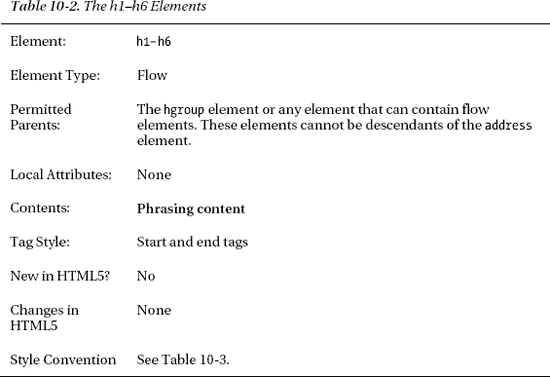 Table 10-2. The h1–h6 Elements
Element: h1–h6
Element Type: Flow
Permitted Parents: The hgroup element or any element that can contain flow
elements. These elements cannot be descendants of the address
element.
Local Attributes: None
Contents: Phrasing content
Tag Style: Start and end tags
New in HTML5? No
Changes in HTML5 None
Style Convention See Table 10-3.